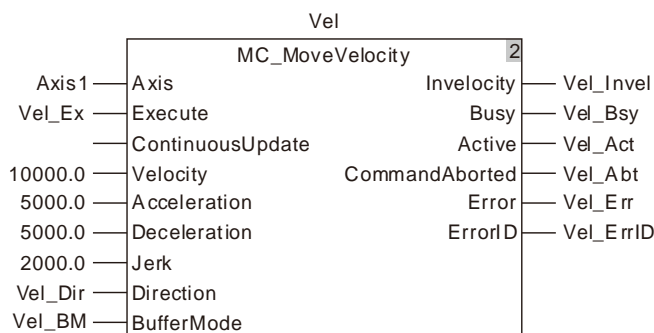 Vel
MC_MoveVelocity 2
Axis1 Axis Invelocity Vel_Invel
Vel_Ex Execute Busy Vel_Bsy
ContinuousUpdate Active Vel_Act
10000.0 Velocity CommandAborted Vel_Abt
5000.0 Acceleration Error Vel_Err
5000.0 Deceleration ErrorID Vel_ErrID
2000.0 Jerk
Vel_Dir Direction
Vel_BM BufferMode